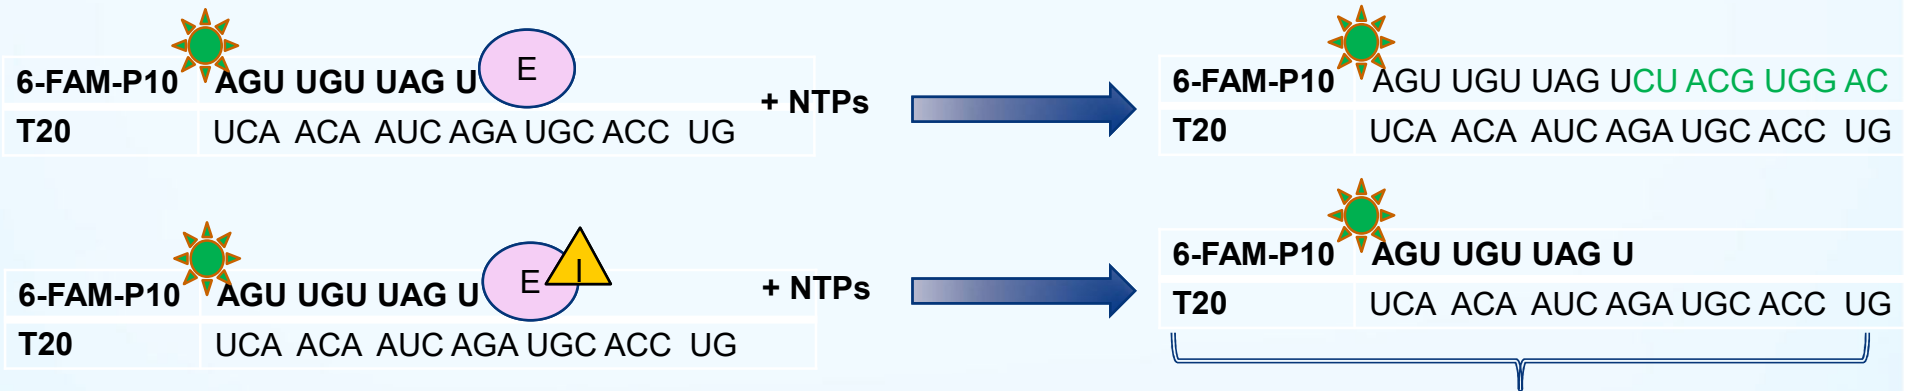 6-FAM-P10 AGU UGU UAG U E
T20 UCA ACA AUC AGA UGC ACC UG
+ NTPs
6-FAM-P10 AGU UGU UAG UCU ACG UGG AC
T20 UCA ACA AUC AGA UGC ACC UG
6-FAM-P10 AGU UGU UAG U E I
T20 UCA ACA AUC AGA UGC ACC UG
+ NTPs
6-FAM-P10 AGU UGU UAG U
T20 UCA ACA AUC AGA UGC ACC UG